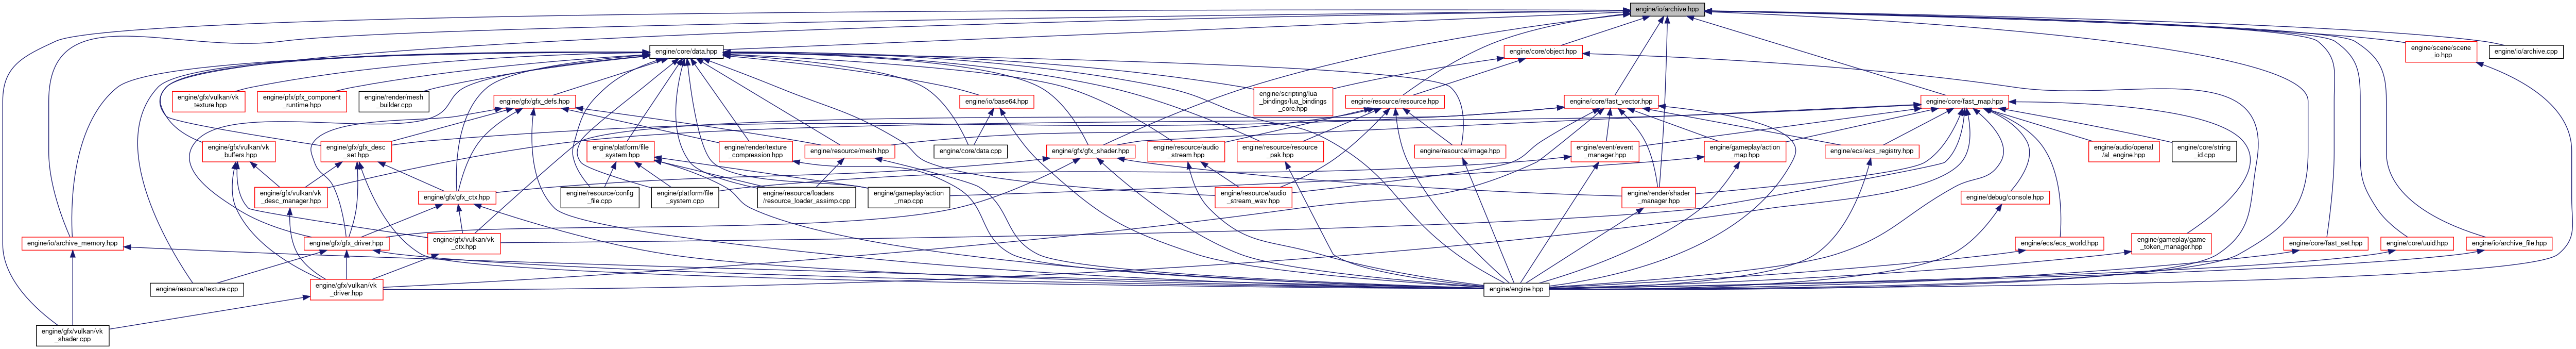 engine/io/archive.hpp
engine/core/data.hpp
engine/core/object.hpp
engine/scene/scene
_io.hpp
engine/io/archive.cpp
engine/gfx/vulkan/vk
_texture.hpp
engine/pfx/pfx_component
_runtime.hpp
engine/render/mesh
_builder.cpp
engine/gfx/gfx_defs.hpp
engine/io/base64.hpp
engine/scripting/lua
_bindings/lua_bindings
_core.hpp
engine/resource/resource.hpp
engine/core/fast_vector.hpp
engine/core/fast_map.hpp
engine/gfx/vulkan/vk
_buffers.hpp
engine/gfx/gfx_desc
_set.hpp
engine/platform/file
_system.hpp
engine/render/texture
_compression.hpp
engine/resource/mesh.hpp
engine/core/data.cpp
engine/gfx/gfx_shader.hpp
engine/resource/audio
_stream.hpp
engine/resource/resource
_pak.hpp
engine/resource/image.hpp
engine/event/event
_manager.hpp
engine/gameplay/action
_map.hpp
engine/ecs/ecs_registry.hpp
engine/audio/openal
/al_engine.hpp
engine/core/string
_id.cpp
engine/gfx/vulkan/vk
_desc_manager.hpp
engine/gfx/gfx_ctx.hpp
engine/resource/config
_file.cpp
engine/platform/file
_system.cpp
engine/resource/loaders
/resource_loader_assimp.cpp
engine/gameplay/action
_map.cpp
engine/resource/audio
_stream_wav.hpp
engine/render/shader
_manager.hpp
engine/debug/console.hpp
engine/io/archive_memory.hpp
engine/gfx/gfx_driver.hpp
engine/gfx/vulkan/vk
_ctx.hpp
engine/ecs/ecs_world.hpp
engine/gameplay/game
_token_manager.hpp
engine/core/fast_set.hpp
engine/core/uuid.hpp
engine/io/archive_file.hpp
engine/resource/texture.cpp
engine/gfx/vulkan/vk
_driver.hpp
engine/engine.hpp
engine/gfx/vulkan/vk
_shader.cpp